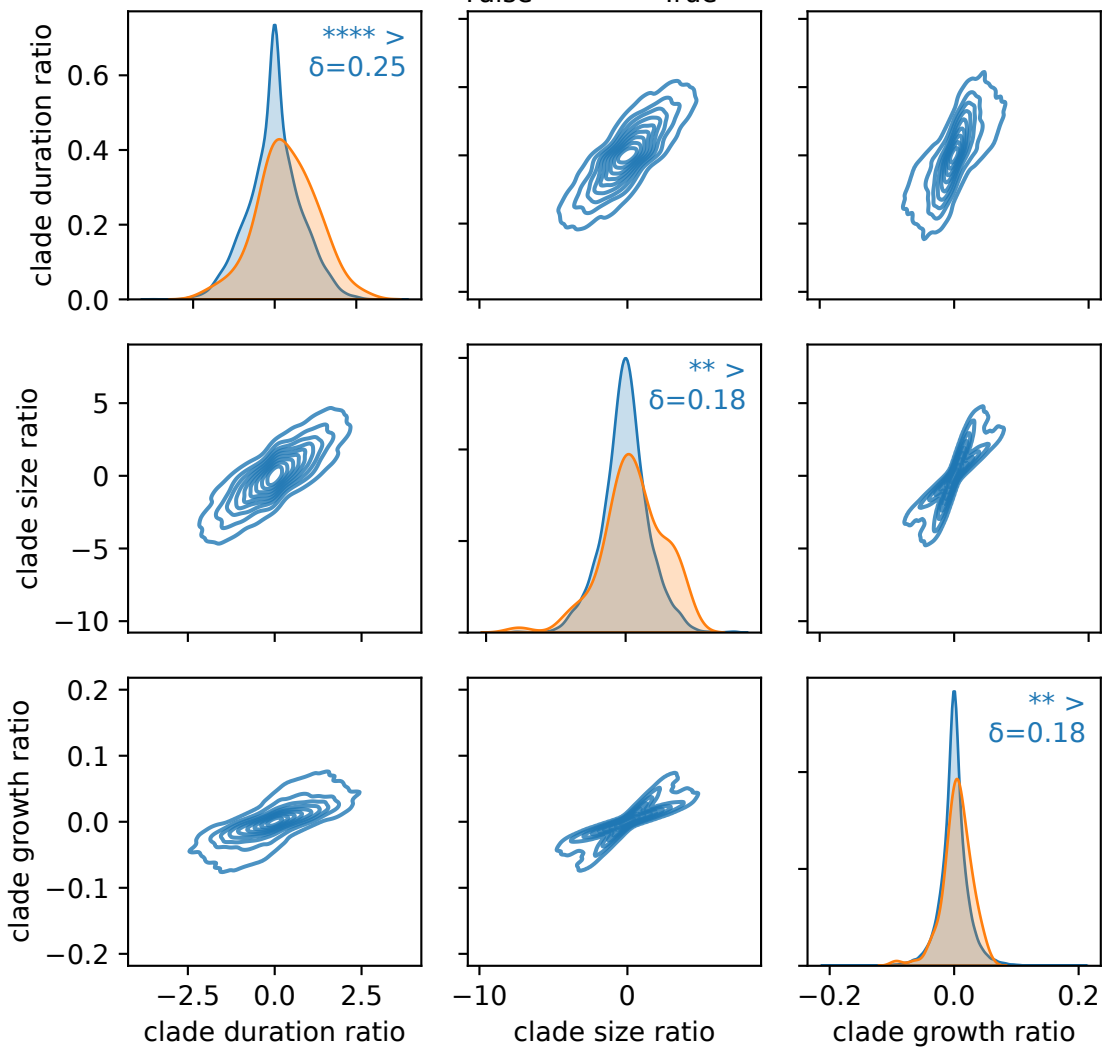 False True
clade duration ratio
0.6
0.4
0.2
0.0
**** >
δ=0.25
clade size ratio
5
0
−5
−10
** >
δ=0.18
clade growth ratio
0.2
0.1
0.0
−0.1
−0.2
** >
δ=0.18
−2.5 0.0 2.5
−10 0
−0.2 0.0 0.2
clade duration ratio
clade size ratio
clade growth ratio